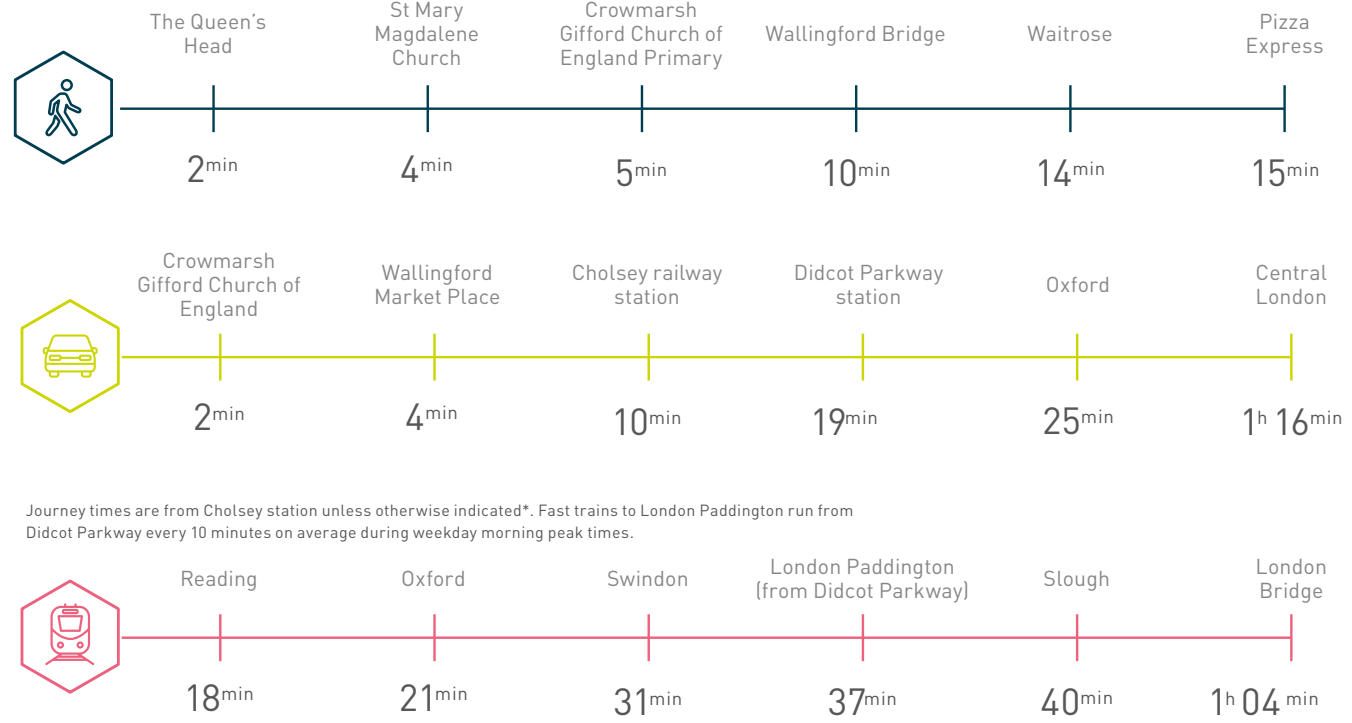 The Queen's
Head
St Mary
Magdalene
Church
Crowmarsh
Gifford Church of
England Primary
Wallingford Bridge
Waitrose
Pizza
Express
2min
4min
5min
10min
14min
15min
Crowmarsh
Gifford Church of
England
Wallingford
Market Place
Cholsey railway
station
Didcot Parkway
station
Oxford
Central
London
2min
4min
10min
19min
25min
1h 16min
Journey times are from Cholsey station unless otherwise indicated*. Fast trains to London Paddington run from
Didcot Parkway every 10 minutes on average during weekday morning peak times.
Reading
Oxford
Swindon
London Paddington
(from Didcot Parkway)
Slough
London
Bridge
18min
21min
31min
37min
40min
1h 04 min